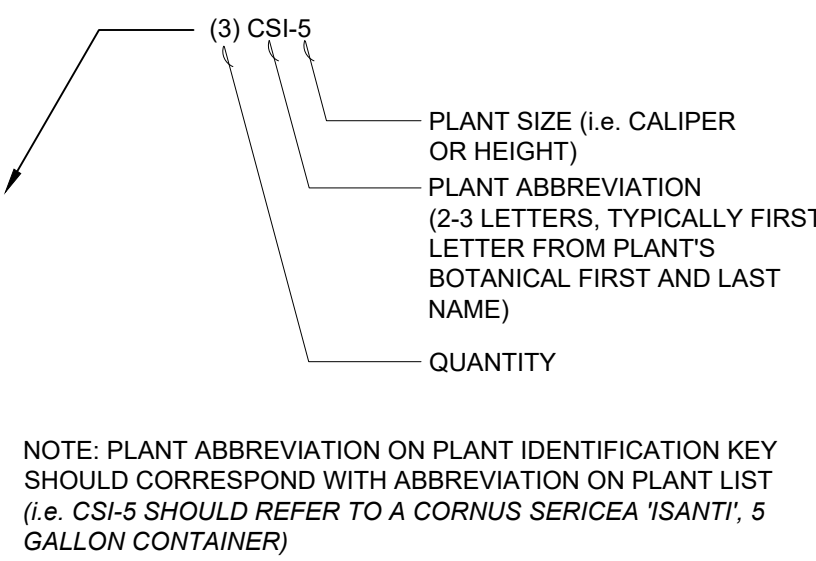 (3) CSI-5
PLANT SIZE (i.e. CALIPER
OR HEIGHT)
PLANT ABBREVIATION
(2-3 LETTERS, TYPICALLY FIRST
LETTER FROM PLANT'S
BOTANICAL FIRST AND LAST
NAME)
QUANTITY
NOTE: PLANT ABBREVIATION ON PLANT IDENTIFICATION KEY
SHOULD CORRESPOND WITH ABBREVIATION ON PLANT LIST
(i.e. CSI-5 SHOULD REFER TO A CORNUS SERICEA 'ISANTI', 5
GALLON CONTAINER)